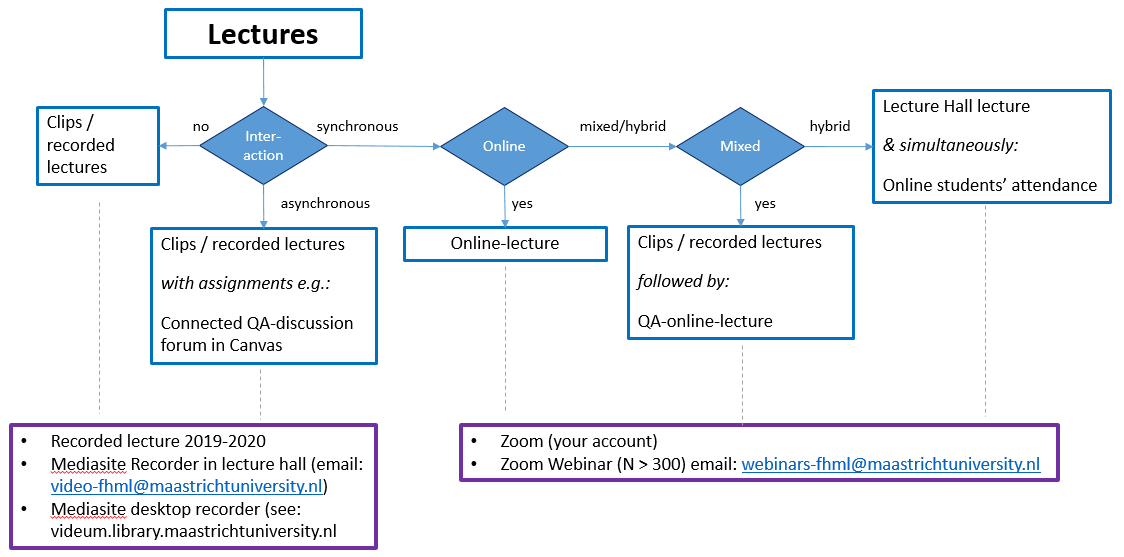 Lectures
Clips /
recorded
lectures
no
Inter-
action
synchronous
Online
mixed/hybrid
Mixed
hybrid
Lecture Hall lecture
& simultaneously:
Online students’ attendance
asynchronous
yes
yes
Clips / recorded lectures
with assignments e.g.:
Connected QA-discussion
forum in Canvas
Online-lecture
Clips / recorded lectures
followed by:
QA-online-lecture
• Recorded lecture 2019-2020
• Mediasite Recorder in lecture hall (email:
video-fhml@maastrichtuniversity.nl)
• Mediasite desktop recorder (see:
videum.library.maastrichtuniversity.nl
• Zoom (your account)
• Zoom Webinar (N > 300) email: webinars-fhml@maastrichtuniversity.nl